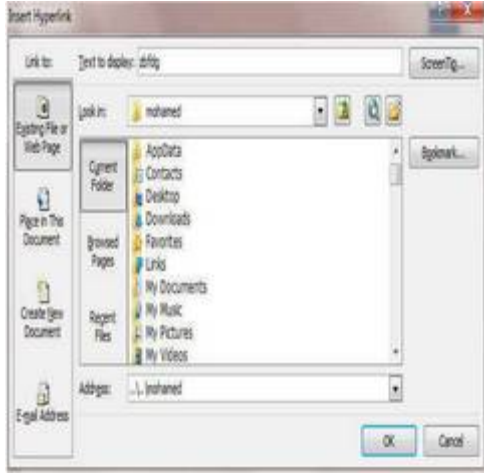 Insert Hyperlink
Link to:
Text to display:
ScreenTip...
Existing File or
Web Page
Look in: mohamed
Bookmark...
Current
Folder
AppData
Contacts
Desktop
Downloads
Favorites
Links
My Documents
My Music
My Pictures
My Videos
Place in This
Document
Browsed
Pages
Create New
Document
Recent
Files
E-mail Address
Address: ..\..\mohamed
OK
Cancel